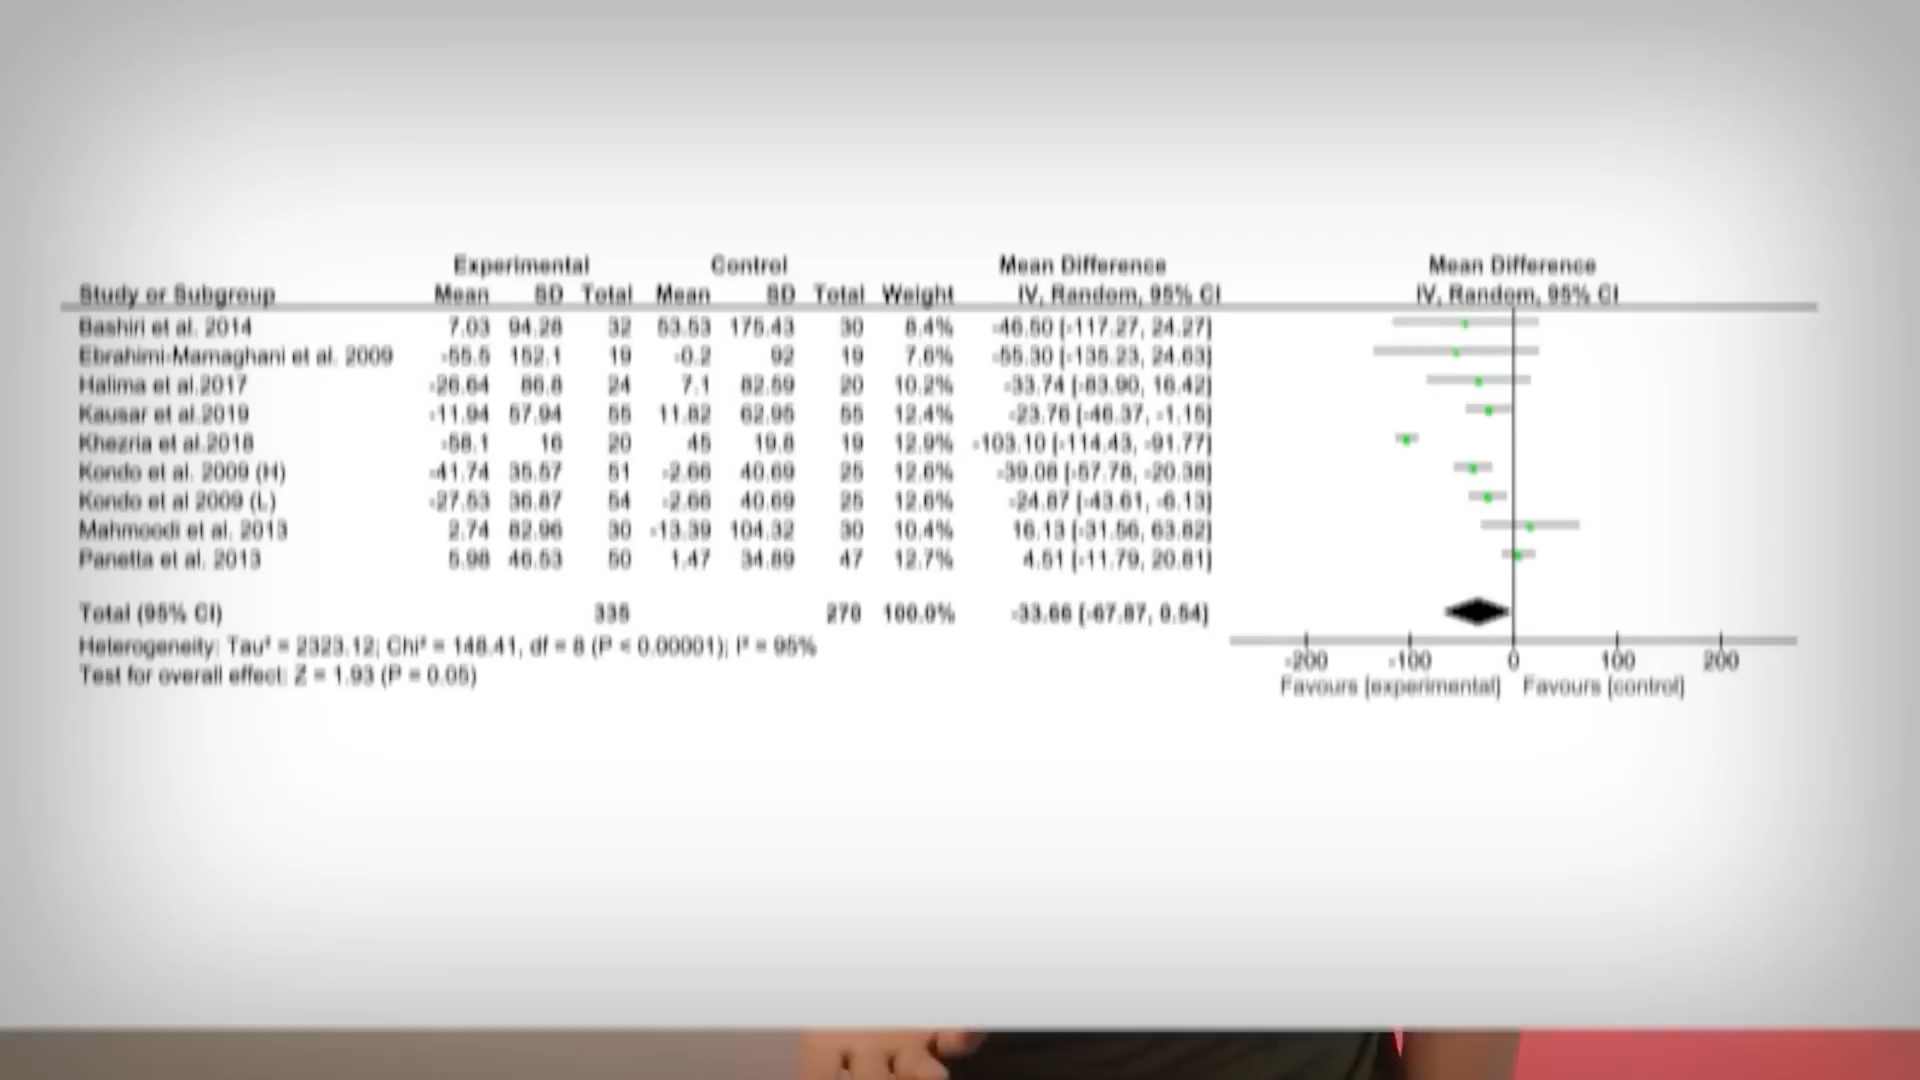 Experimental Control Mean Difference Mean Difference
Study or Subgroup Mean SD Total Mean SD Total Weight IV, Random, 95% CI IV, Random, 95% CI
Bashiri et al. 2014 7.03 94.28 32 53.53 175.43 30 8.4% -46.50 [-117.27, 24.27]
Ebrahimi-Mamaghani et al. 2009 -55.5 152.1 19 -0.2 92 19 7.6% -55.30 [-135.23, 24.63]
Halima et al.2017 -26.64 86.8 24 7.1 82.59 20 10.2% -33.74 [-83.90, 16.42]
Kausar et al.2019 -11.94 57.94 55 11.82 62.95 55 12.4% -23.76 [-46.37, -1.15]
Khezria et al.2018 -58.1 16 20 45 19.8 19 12.9% -103.10 [-114.43, -91.77]
Kondo et al. 2009 (H) -41.74 35.57 51 -2.66 40.69 25 12.6% -39.08 [-57.78, -20.38]
Kondo et al 2009 (L) -27.53 36.87 54 -2.66 40.69 25 12.6% -24.87 [-43.61, -6.13]
Mahmoodi et al. 2013 2.74 82.96 30 -13.39 104.32 30 10.4% 16.13 [-31.56, 63.82]
Panetta et al. 2013 5.98 46.53 50 1.47 34.89 47 12.7% 4.51 [-11.79, 20.81]
Total (95% CI) 335 270 100.0% -33.66 [-67.87, 0.54]
Heterogeneity: Tau² = 2323.12; Chi² = 148.41, df = 8 (P < 0.00001); I² = 95%
Test for overall effect: Z = 1.93 (P = 0.05)
-200 -100 0 100 200
Favours [experimental] Favours [control]